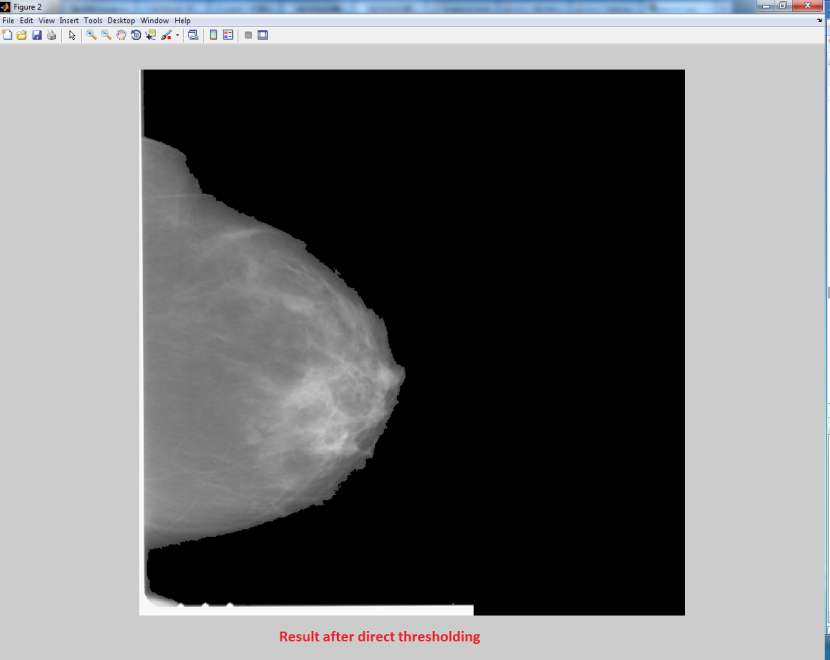 Figure 2
File Edit View Insert Tools Desktop Window Help
Result after direct thresholding